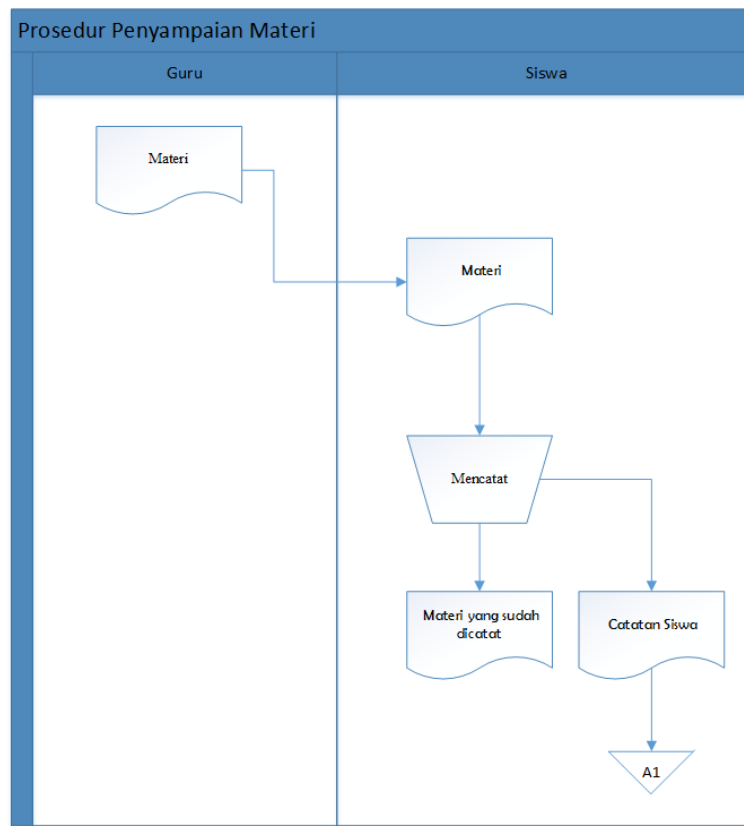 Prosedur Penyampaian Materi
Guru
Siswa
Materi
Materi
Mencatat
Materi yang sudah
dicatat
Catatan Siswa
A1